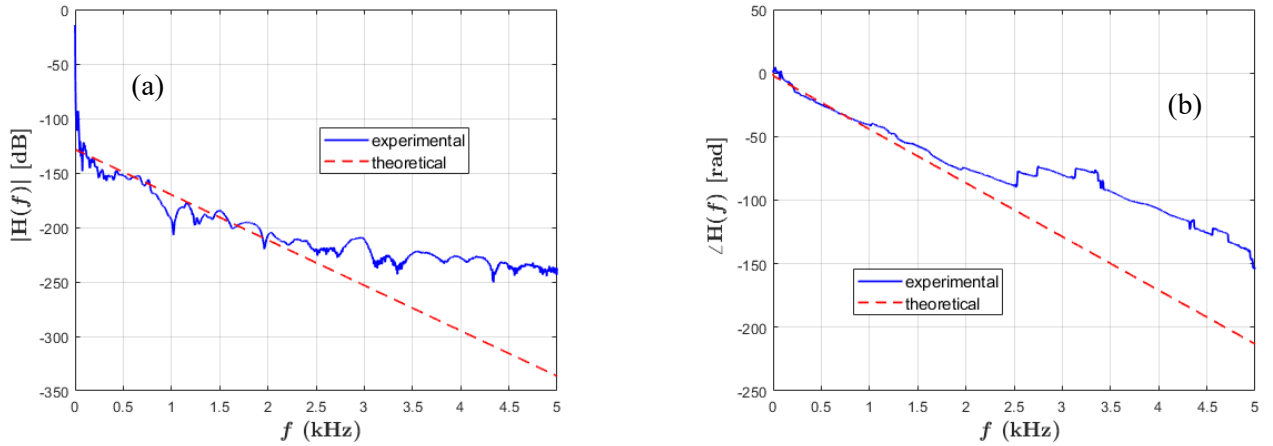 0
-50
-100
-150
-200
-250
-300
-350
|H(f)| [dB]
(a)
experimental
theoretical
0 0.5 1 1.5 2 2.5 3 3.5 4 4.5 5
f (kHz)
50
0
-50
-100
-150
-200
-250
∠H(f) [rad]
(b)
experimental
theoretical
0 0.5 1 1.5 2 2.5 3 3.5 4 4.5 5
f (kHz)